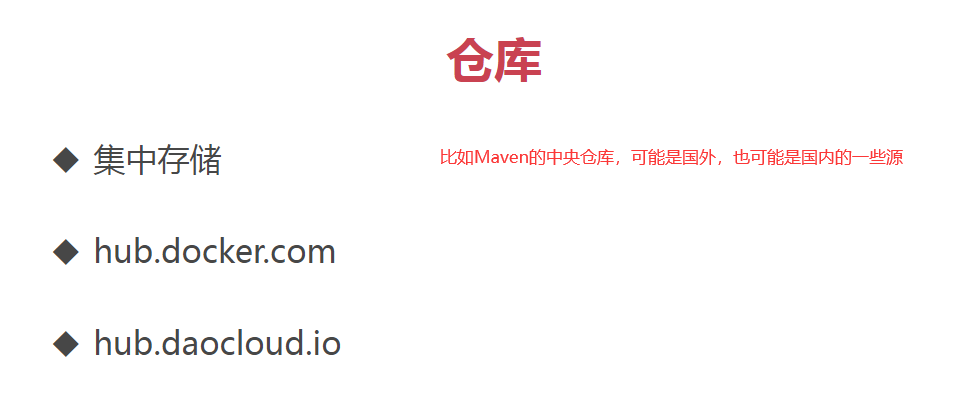 仓库
◆ 集中存储
比如Maven的中央仓库，可能是国外，也可能是国内的一些源
◆ hub.docker.com
◆ hub.daocloud.io